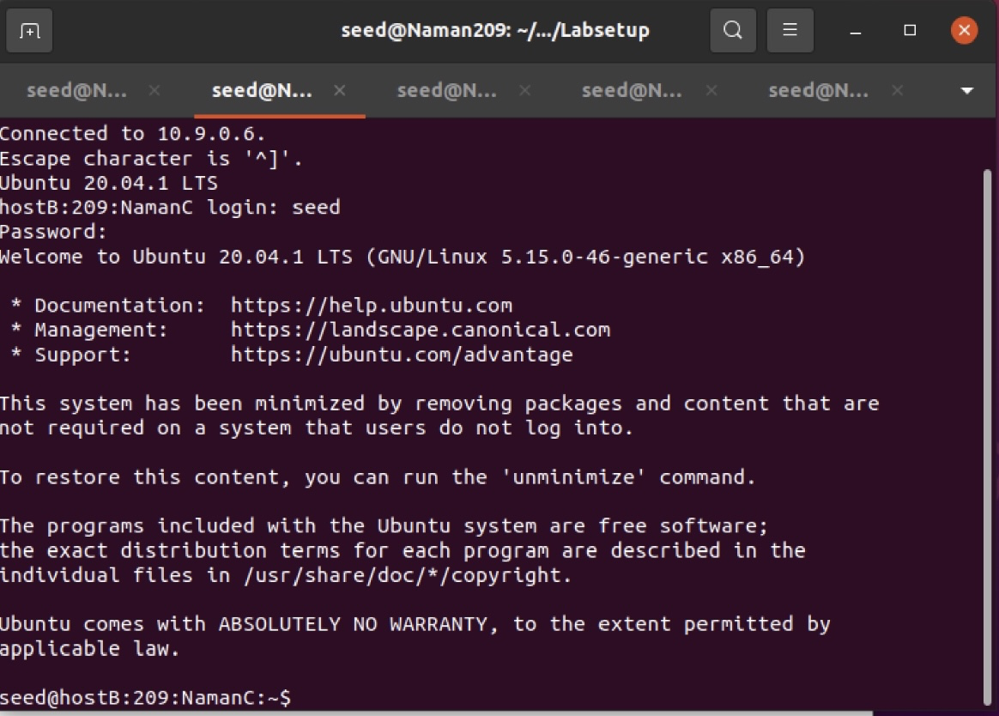 seed@Naman209: ~/.../Labsetup
seed@N... seed@N... seed@N... seed@N... seed@N...
Connected to 10.9.0.6.
Escape character is '^]'.
Ubuntu 20.04.1 LTS
hostB:209:NamanC login: seed
Password:
Welcome to Ubuntu 20.04.1 LTS (GNU/Linux 5.15.0-46-generic x86_64)
* Documentation:  https://help.ubuntu.com
* Management:     https://landscape.canonical.com
* Support:        https://ubuntu.com/advantage
This system has been minimized by removing packages and content that are
not required on a system that users do not log into.
To restore this content, you can run the 'unminimize' command.
The programs included with the Ubuntu system are free software;
the exact distribution terms for each program are described in the
individual files in /usr/share/doc/*/copyright.
Ubuntu comes with ABSOLUTELY NO WARRANTY, to the extent permitted by
applicable law.
seed@hostB:209:NamanC:~$